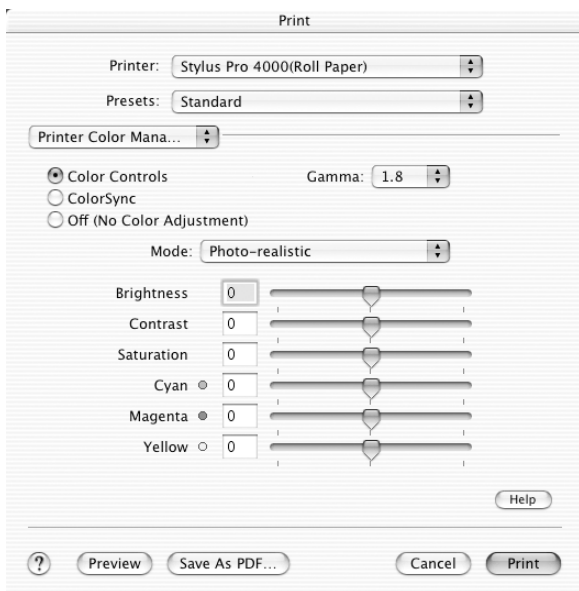 Print
Printer: Stylus Pro 4000(Roll Paper)
Presets: Standard
Printer Color Mana...
Color Controls Gamma: 1.8
ColorSync
Off (No Color Adjustment)
Mode: Photo-realistic
Brightness 0
Contrast 0
Saturation 0
Cyan 0
Magenta 0
Yellow 0
Help
? Preview Save As PDF... Cancel Print